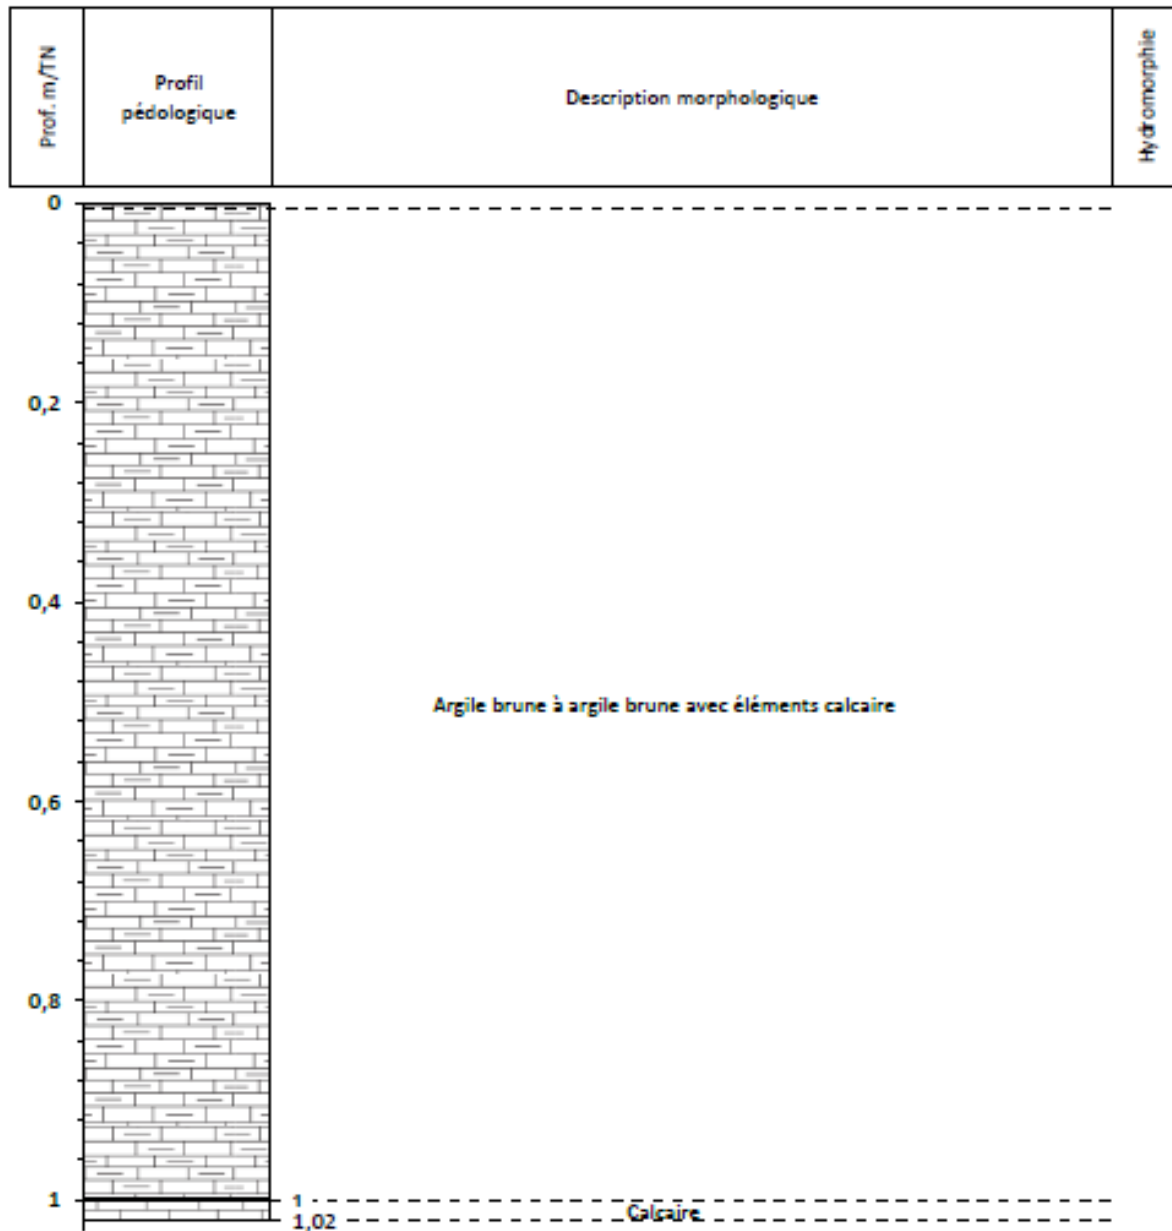 Prof. m/TN
Profil
pédologique
Description morphologique
Hydromorphie
0
0,2
0,4
Argile brune à argile brune avec éléments calcaire
0,6
0,8
1
1
Calcaire
1,02